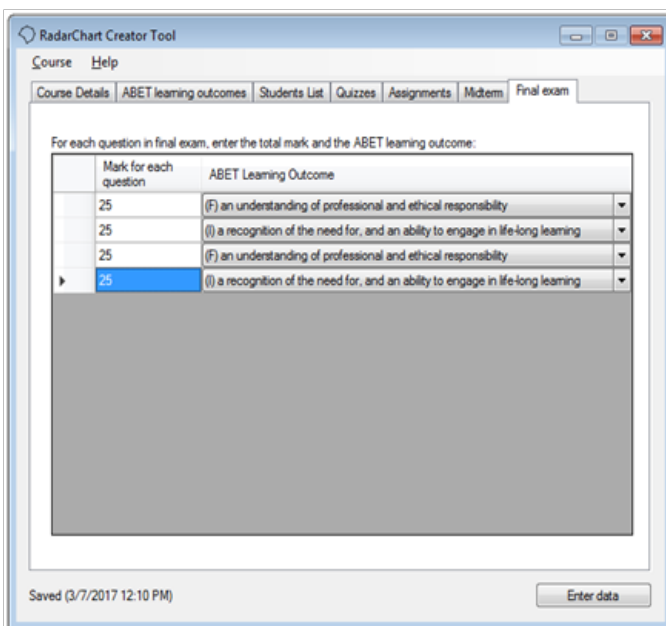 RadarChart Creator Tool
Course Help
Course Details ABET learning outcomes Students List Quizzes Assignments Midterm Final exam
For each question in final exam, enter the total mark and the ABET learning outcome:
Mark for each question ABET Learning Outcome
25 (F) an understanding of professional and ethical responsibility
25 (I) a recognition of the need for, and an ability to engage in life-long learning
25 (F) an understanding of professional and ethical responsibility
25 (I) a recognition of the need for, and an ability to engage in life-long learning
Saved (3/7/2017 12:10 PM) Enter data